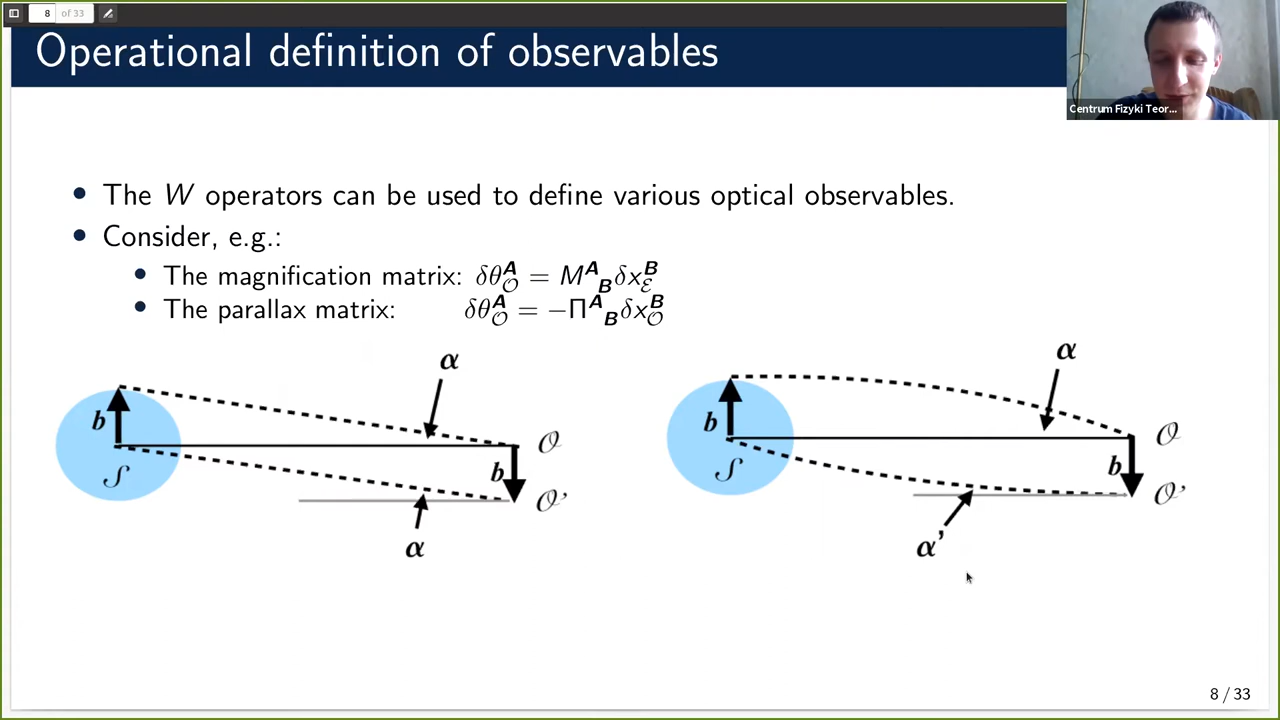 8 of 33
Operational definition of observables
Centrum Fizyki Teor...
• The W operators can be used to define various optical observables.
• Consider, e.g.:
• The magnification matrix: δθ^A_𝒪 = M^A_B δx^B_ℰ
• The parallax matrix: δθ^A_𝒪 = −Π^A_B δx^B_𝒪
α
b
𝒮
b
𝒪
𝒪’
α
α
b
𝒮
b
𝒪
𝒪’
α’
8 / 33